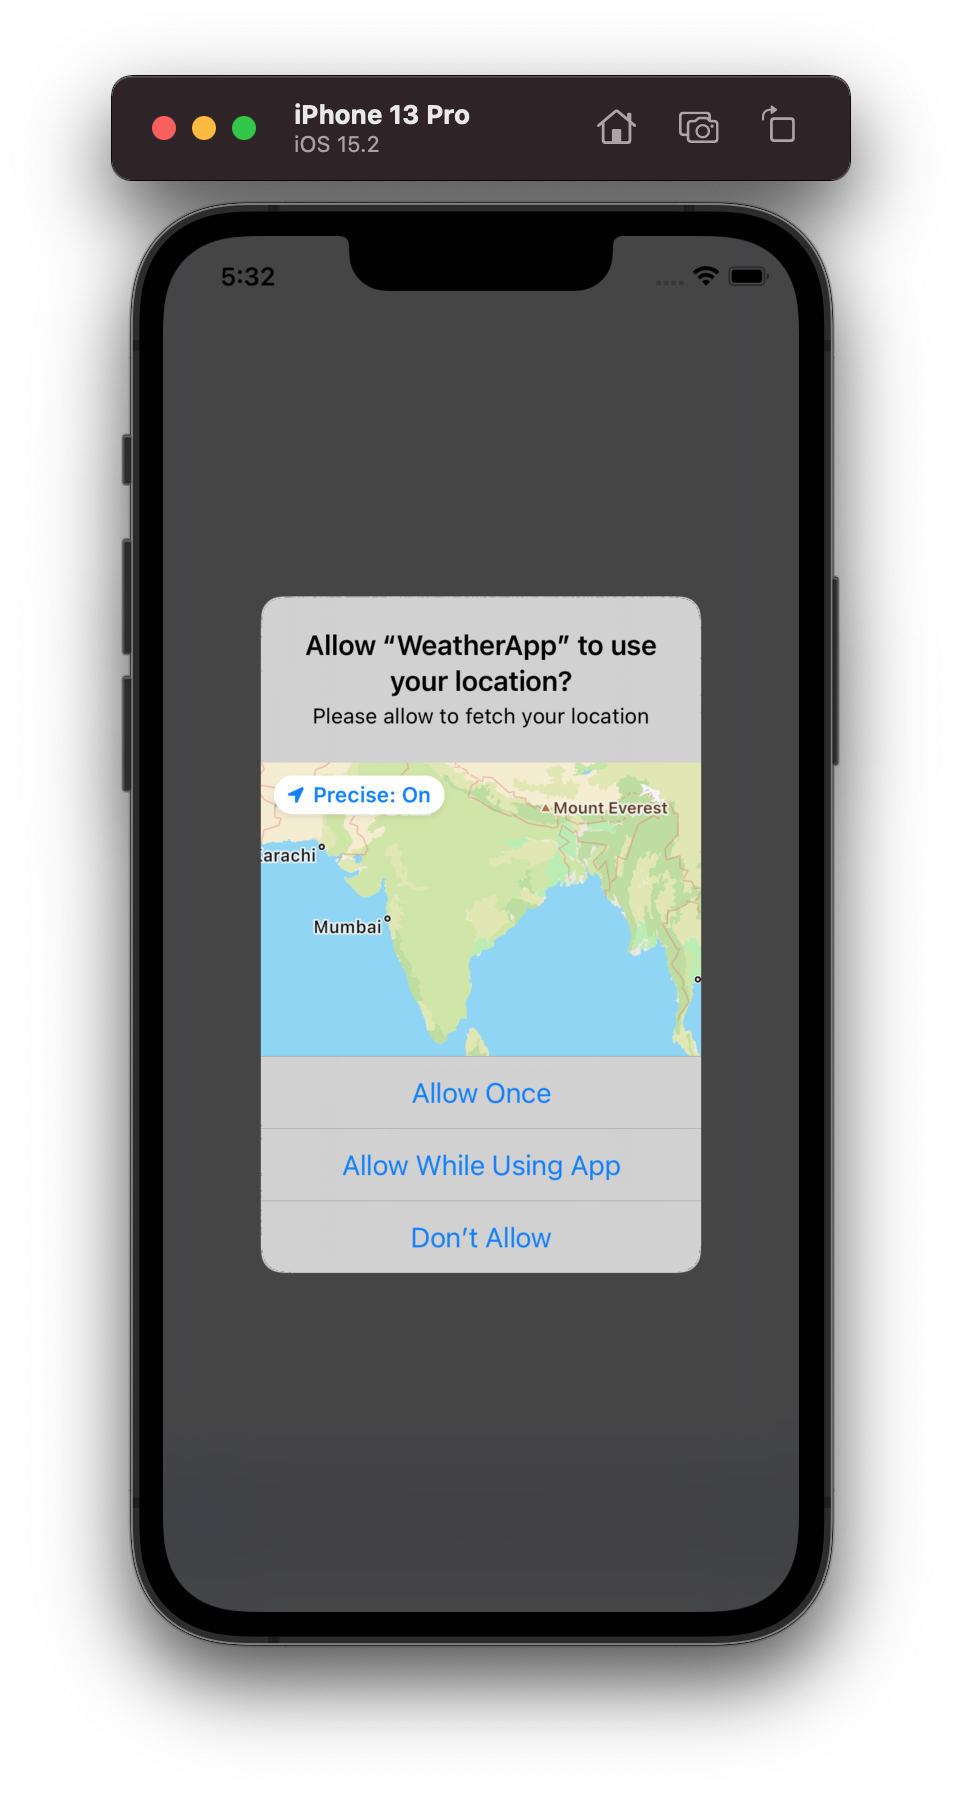 iPhone 13 Pro
iOS 15.2
5:32
Allow “WeatherApp” to use
your location?
Please allow to fetch your location
Precise: On
Mount Everest
arachi
Mumbai
Allow Once
Allow While Using App
Don’t Allow